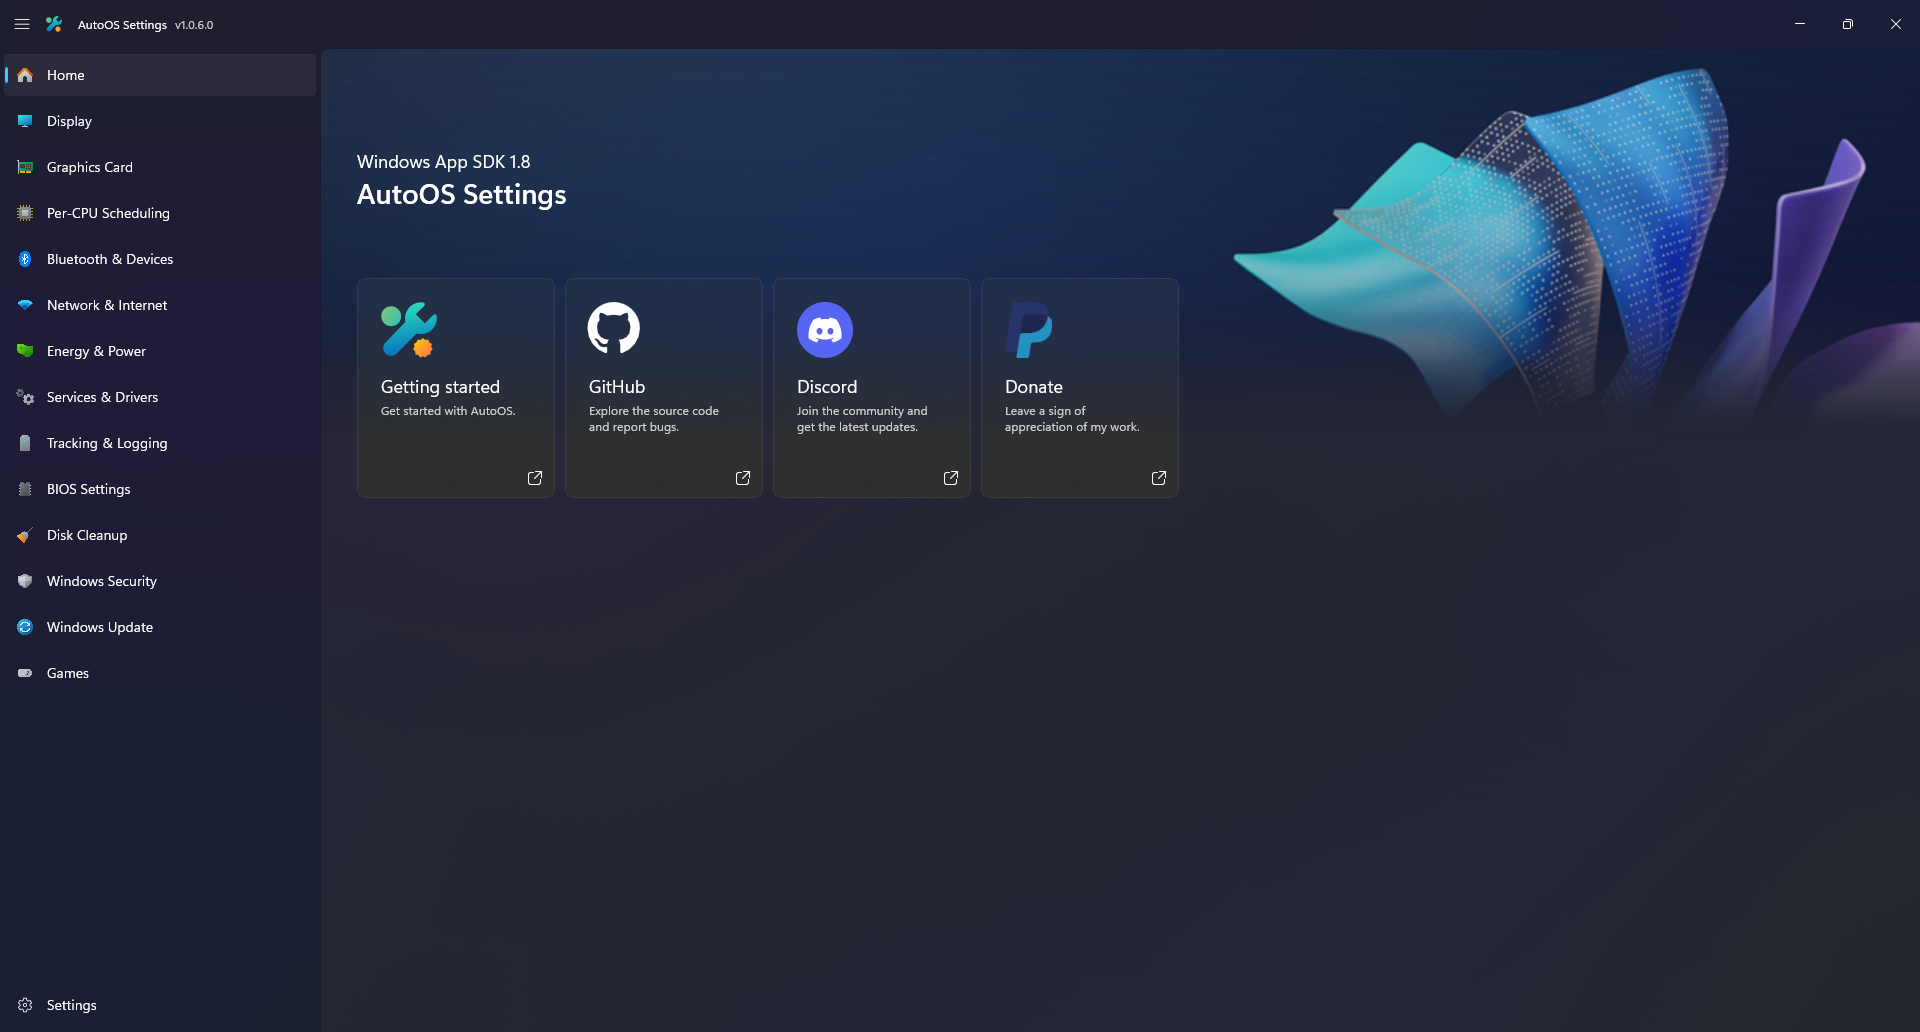 AutoOS Settings v1.0.6.0
Home
Display
Graphics Card
Per-CPU Scheduling
Bluetooth & Devices
Network & Internet
Energy & Power
Services & Drivers
Tracking & Logging
BIOS Settings
Disk Cleanup
Windows Security
Windows Update
Games
Settings
Windows App SDK 1.8
AutoOS Settings
Getting started
Get started with AutoOS.
GitHub
Explore the source code
and report bugs.
Discord
Join the community and
get the latest updates.
Donate
Leave a sign of
appreciation of my work.